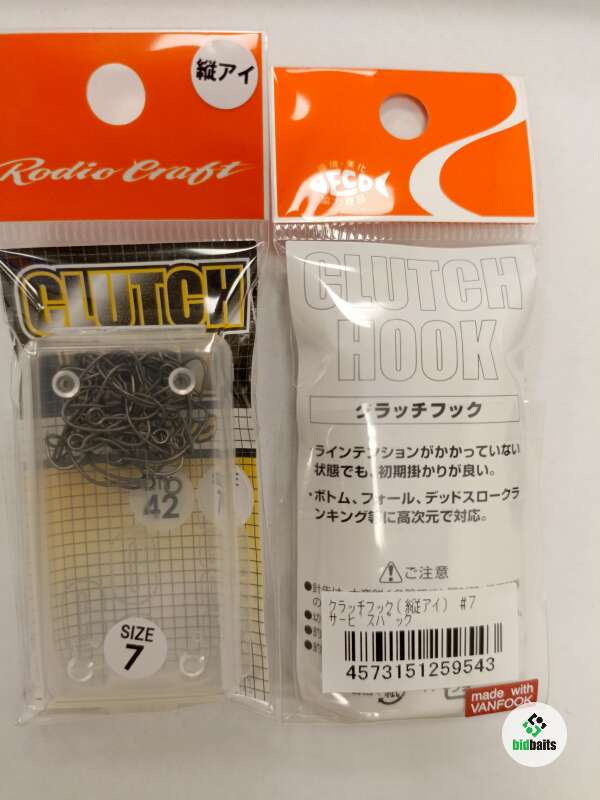 縦アイ
Rodio Craft
CLUTCH
42
7
SIZE
7
DECOC
CLUTCH
HOOK
クラッチフック
ラインテンションがかかっていない
状態でも、初期掛かりが良い。
・ボトム、フォール、デッドスロークラ
ンキング等に高次元で対応。
ご注意
クラッチフック(縦アイ) #7
サービスパック
4573151259543
made with
VANFOOK
bidbaits